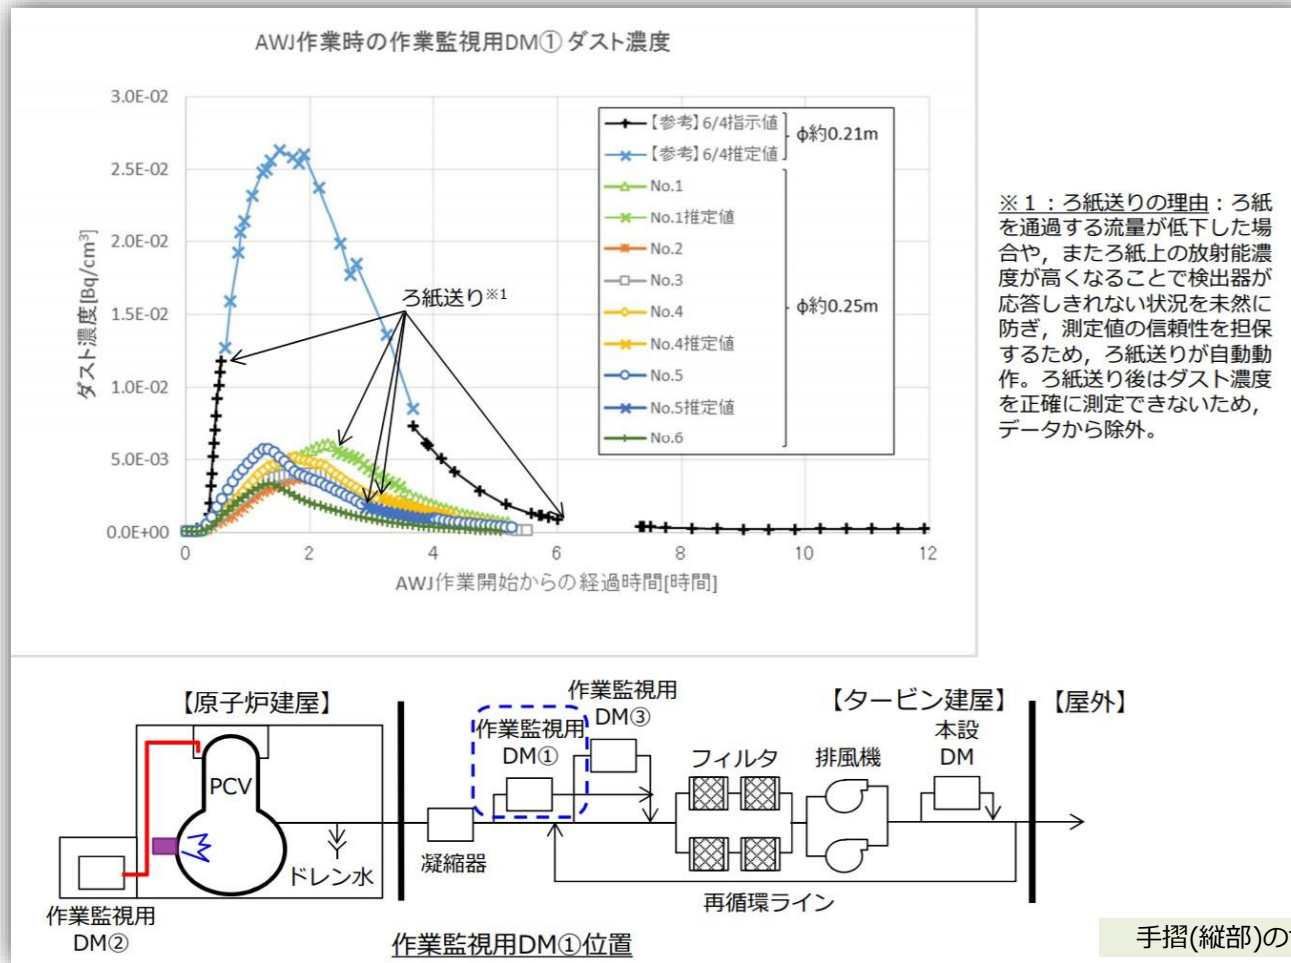 AWJ作業時の作業監視用DM①ダスト濃度
3.0E-02
2.5E-02
2.0E-02
1.5E-02
1.0E-02
5.0E-03
0.0E+00
ダスト濃度[Bq/cm³]
0 2 4 6 8 10 12
AWJ作業開始からの経過時間[時間]
ろ紙送り※1
【参考】6/4指示値
【参考】6/4推定値
φ約0.21m
No.1
No.1推定値
No.2
No.3
No.4
No.4推定値
No.5
No.5推定値
No.6
φ約0.25m
※1：ろ紙送りの理由：ろ紙
を通過する流量が低下した場
合や，またろ紙上の放射能濃
度が高くなることで検出器が
応答しきれない状況を未然に
防ぎ，測定値の信頼性を担保
するため，ろ紙送りが自動動
作。ろ紙送り後はダスト濃度
を正確に測定できないため，
データから除外。
【原子炉建屋】
作業監視用
DM③
【タービン建屋】
【屋外】
作業監視用
DM①
フィルタ
排風機
本設
DM
PCV
ドレン水
凝縮器
再循環ライン
作業監視用
DM②
作業監視用DM①位置
手摺(縦部)の